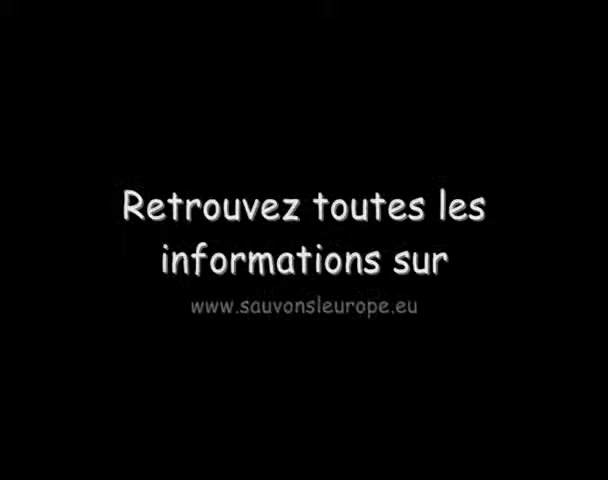 Retrouvez toutes les
informations sur
www.sauvonsleurope.eu